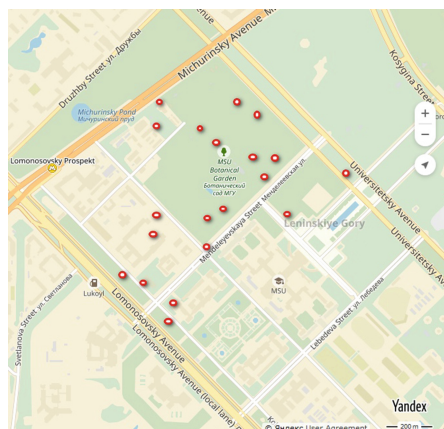 Michurinsky Avenue
Druzhby Street ул. Дружбы
Kosygina Street
Michurinsky Pond
Мичуринский пруд
+
−
Lomonosovsky Prospekt
MSU
Botanical
Garden
Ботанический
сад МГУ
Universitetsky Avenue
Mendeleyevskaya Street Менделеевская ул.
Leninskiye Gory
Universitetsky Avenue
Svetlanova Street ул. Светланова
Lukoyl
MSU
Lomonosovsky Avenue
Lebedeva Street ул. Лебедева
Lomonosovsky Avenue (local lane)
Yandex
© Яндекс User Agreement
200 m